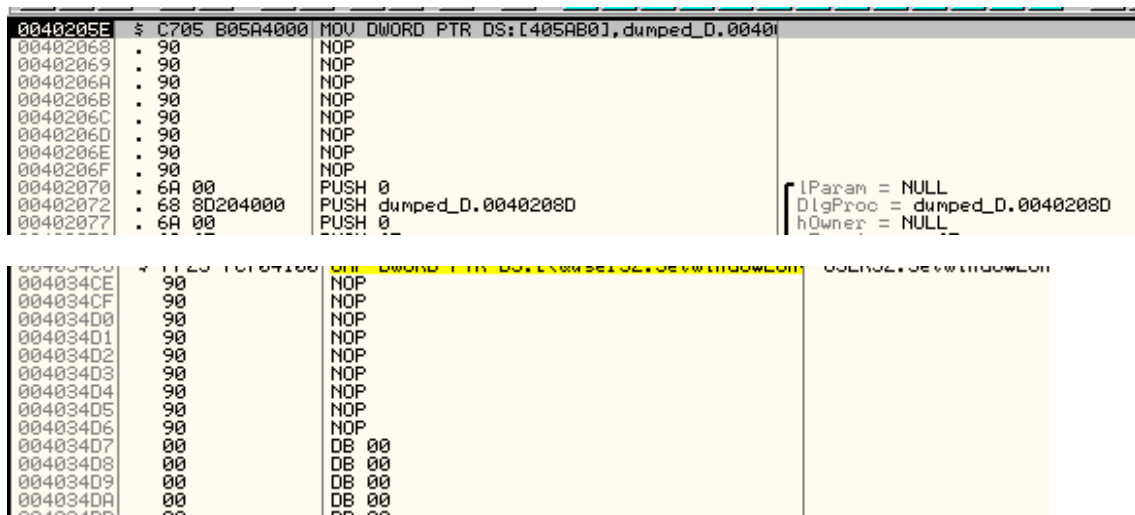 0040205E $ C705 B05A4000 MOV DWORD PTR DS:[405AB0],dumped_D.0040
00402068 . 90 NOP
00402069 . 90 NOP
0040206A . 90 NOP
0040206B . 90 NOP
0040206C . 90 NOP
0040206D . 90 NOP
0040206E . 90 NOP
0040206F . 90 NOP
00402070 . 6A 00 PUSH 0 lParam = NULL
00402072 . 68 8D204000 PUSH dumped_D.0040208D DlgProc = dumped_D.0040208D
00402077 . 6A 00 PUSH 0 hOwner = NULL
004034CE 90 NOP
004034CF 90 NOP
004034D0 90 NOP
004034D1 90 NOP
004034D2 90 NOP
004034D3 90 NOP
004034D4 90 NOP
004034D5 90 NOP
004034D6 90 NOP
004034D7 00 DB 00
004034D8 00 DB 00
004034D9 00 DB 00
004034DA 00 DB 00